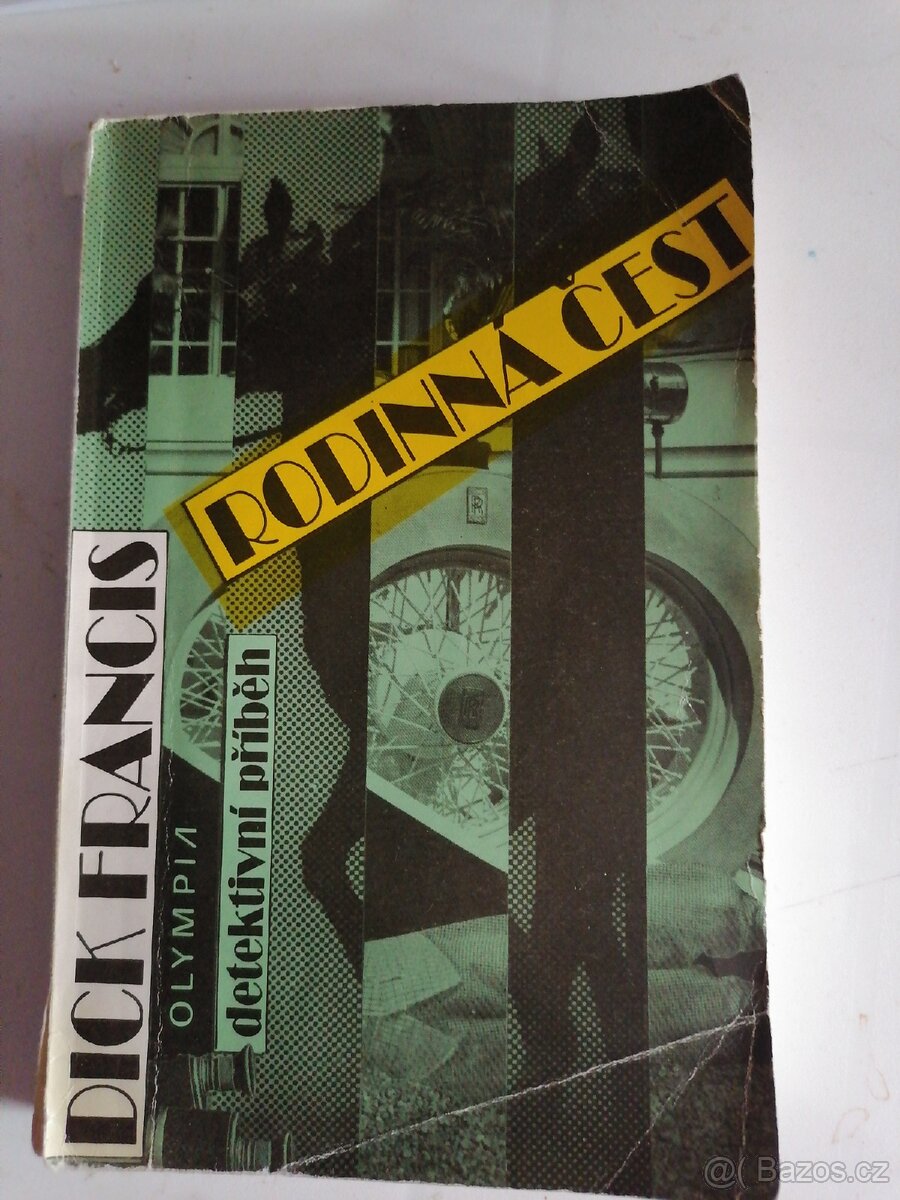 RODINNÁ ČEST
DICK FRANCIS
OLYMPIA
detektivní příběh
@( Bazos.cz